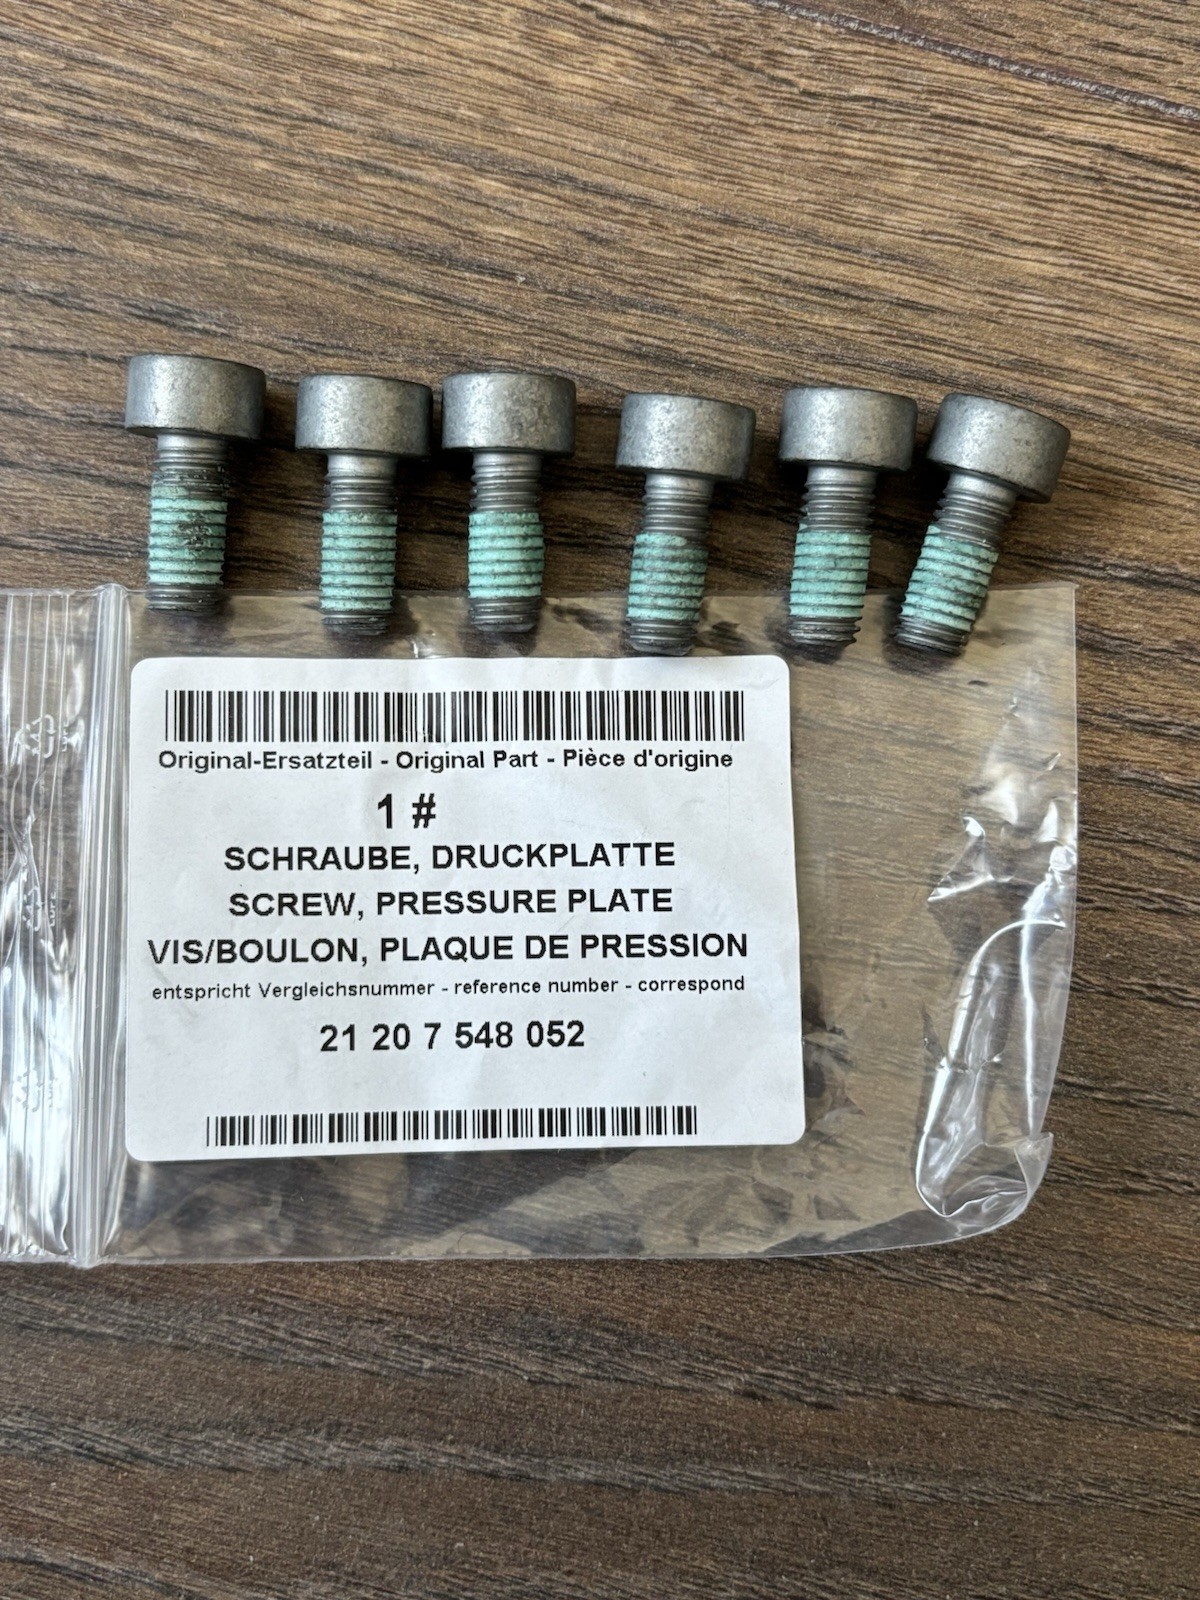 Original-Ersatzteil - Original Part - Pièce d'origine
1 #
SCHRAUBE, DRUCKPLATTE
SCREW, PRESSURE PLATE
VIS/BOULON, PLAQUE DE PRESSION
entspricht Vergleichsnummer - reference number - correspond
21 20 7 548 052